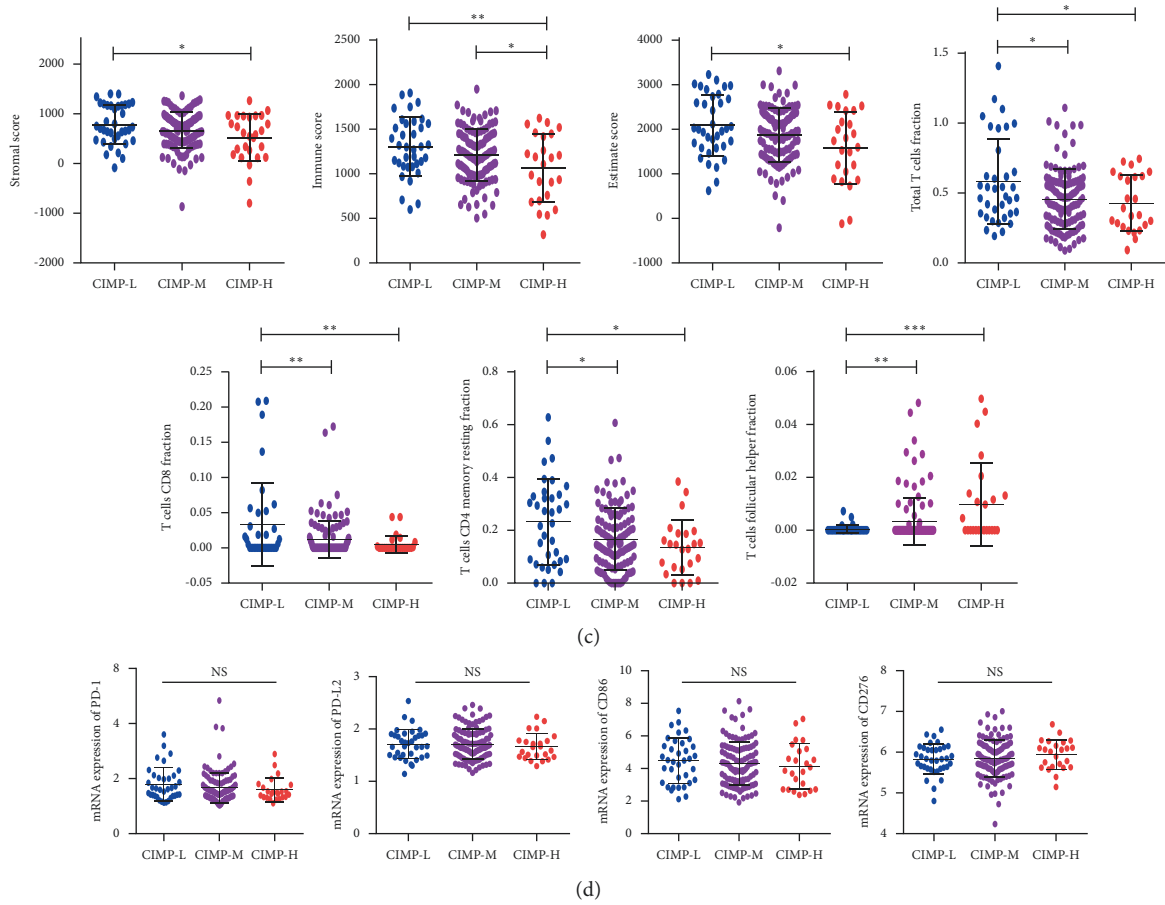 *
Stromal score
2000
1000
0
-1000
-2000
CIMP-L CIMP-M CIMP-H
**
*
Immune score
2500
2000
1500
1000
500
0
CIMP-L CIMP-M CIMP-H
*
Estimate score
4000
3000
2000
1000
0
-1000
CIMP-L CIMP-M CIMP-H
*
*
Total T cells fraction
1.5
1.0
0.5
0.0
CIMP-L CIMP-M CIMP-H
**
**
T cells CD8 fraction
0.25
0.20
0.15
0.10
0.05
0.00
-0.05
CIMP-L CIMP-M CIMP-H
*
*
T cells CD4 memory resting fraction
0.8
0.6
0.4
0.2
0.0
CIMP-L CIMP-M CIMP-H
***
**
T cells follicular helper fraction
0.06
0.04
0.02
0.00
-0.02
CIMP-L CIMP-M CIMP-H
(c)
NS
mRNA expression of PD-1
8
4
2
0
CIMP-L CIMP-M CIMP-H
NS
mRNA expression of PD-L2
3
2
1
0
CIMP-L CIMP-M CIMP-H
NS
mRNA expression of CD86
10
8
6
4
2
0
CIMP-L CIMP-M CIMP-H
NS
mRNA expression of CD276
8
7
6
5
4
CIMP-L CIMP-M CIMP-H
(d)